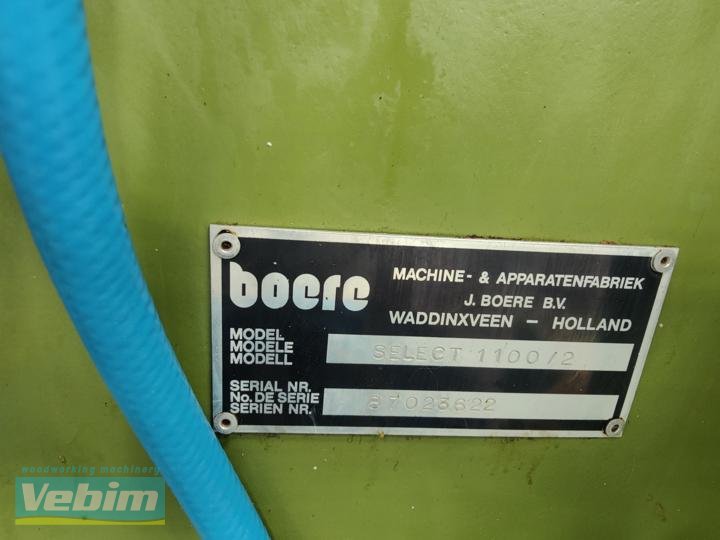 boere
MACHINE- & APPARATENFABRIEK
J. BOERE B.V.
WADDINXVEEN - HOLLAND
MODEL
MODELE
MODELL
SELECT 1100/2
SERIAL NR.
No. DE SERIE
SERIEN NR.
87023622
woodworking machinery
Vebim